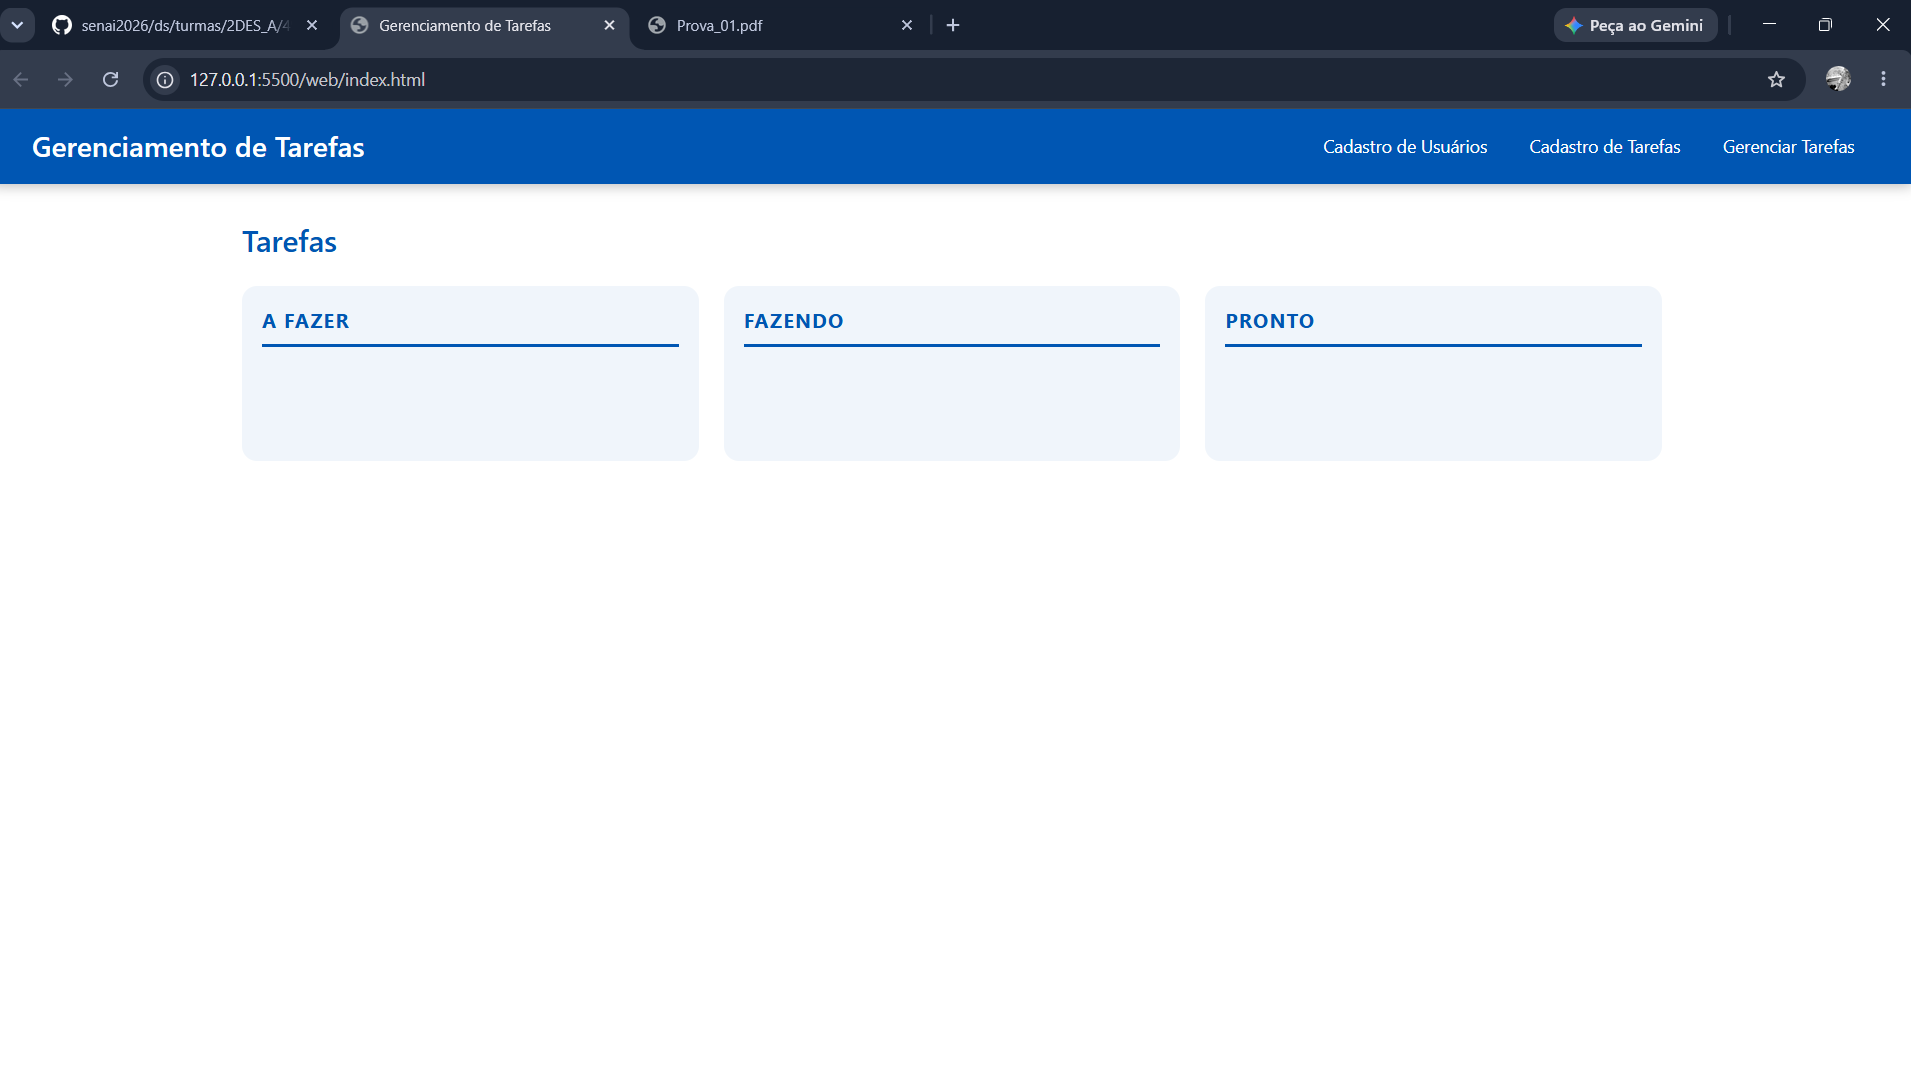 senai2026/ds/turmas/2DES_A/4
Gerenciamento de Tarefas
Prova_01.pdf
Peça ao Gemini
127.0.0.1:5500/web/index.html
Gerenciamento de Tarefas
Cadastro de Usuários
Cadastro de Tarefas
Gerenciar Tarefas
Tarefas
A FAZER
FAZENDO
PRONTO